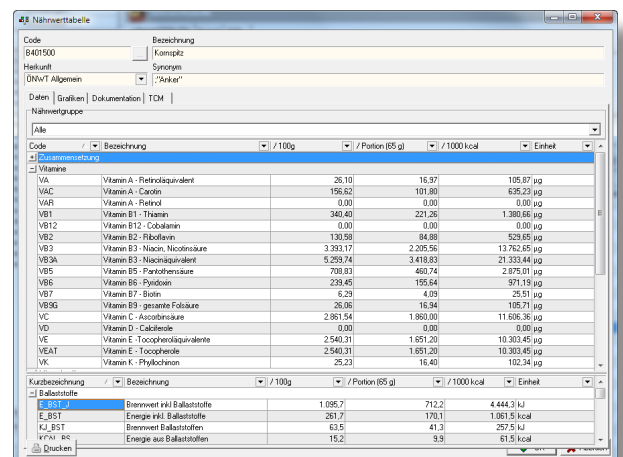 Nährwerttabelle
Code Bezeichnung
B401500 ... Kornspitz
Herkunft Synonym
ÖNWT Allgemein ;"Anker"
Daten Grafiken Dokumentation TCM
Nährwertgruppe
Alle
Code / Bezeichnung / 100g / Portion (65 g) / 1000 kcal Einheit
Zusammensetzung
Vitamine
VA Vitamin A - Retinoläquivalent 26,10 16,97 105,87 µg
VAC Vitamin A - Carotin 156,62 101,80 635,23 µg
VAR Vitamin A - Retinol 0,00 0,00 0,00 µg
VB1 Vitamin B1 - Thiamin 340,40 221,26 1.380,66 µg
VB12 Vitamin B12 - Cobalamin 0,00 0,00 0,00 µg
VB2 Vitamin B2 - Riboflavin 130,58 84,88 529,65 µg
VB3 Vitamin B3 - Niacin, Nicotinsäure 3.393,17 2.205,56 13.762,65 µg
VB3A Vitamin B3 - Niacinäquivalent 5.259,74 3.418,83 21.333,44 µg
VB5 Vitamin B5 - Pantothensäure 708,83 460,74 2.875,01 µg
VB6 Vitamin B6 - Pyridoxin 239,45 155,64 971,19 µg
VB7 Vitamin B7 - Biotin 6,29 4,09 25,51 µg
VB9G Vitamin B9 - gesamte Folsäure 26,06 16,94 105,71 µg
VC Vitamin C - Ascorbinsäure 2.861,54 1.860,00 11.606,36 µg
VD Vitamin D - Calciferole 0,00 0,00 0,00 µg
VE Vitamin E -Tocopheroläquivalente 2.540,31 1.651,20 10.303,45 µg
VEAT Vitamin E - Tocopherole 2.540,31 1.651,20 10.303,45 µg
VK Vitamin K - Phyllochinon 25,23 16,40 102,34 µg
Kurzbezeichnung / Bezeichnung / 100g / Portion (65 g) / 1000 kcal Einheit
Ballaststoffe
E_BST_J Brennwert inkl. Ballaststoffe 1.095,7 712,2 4.444,3 kJ
E_BST Energie inkl. Ballaststoffe 261,7 170,1 1.061,5 kcal
KJ_BST Brennwert Ballaststoffen 63,5 41,3 257,5 kJ
KCAL_BS Energie aus Ballaststoffen 15,2 9,9 61,5 kcal
Drucken